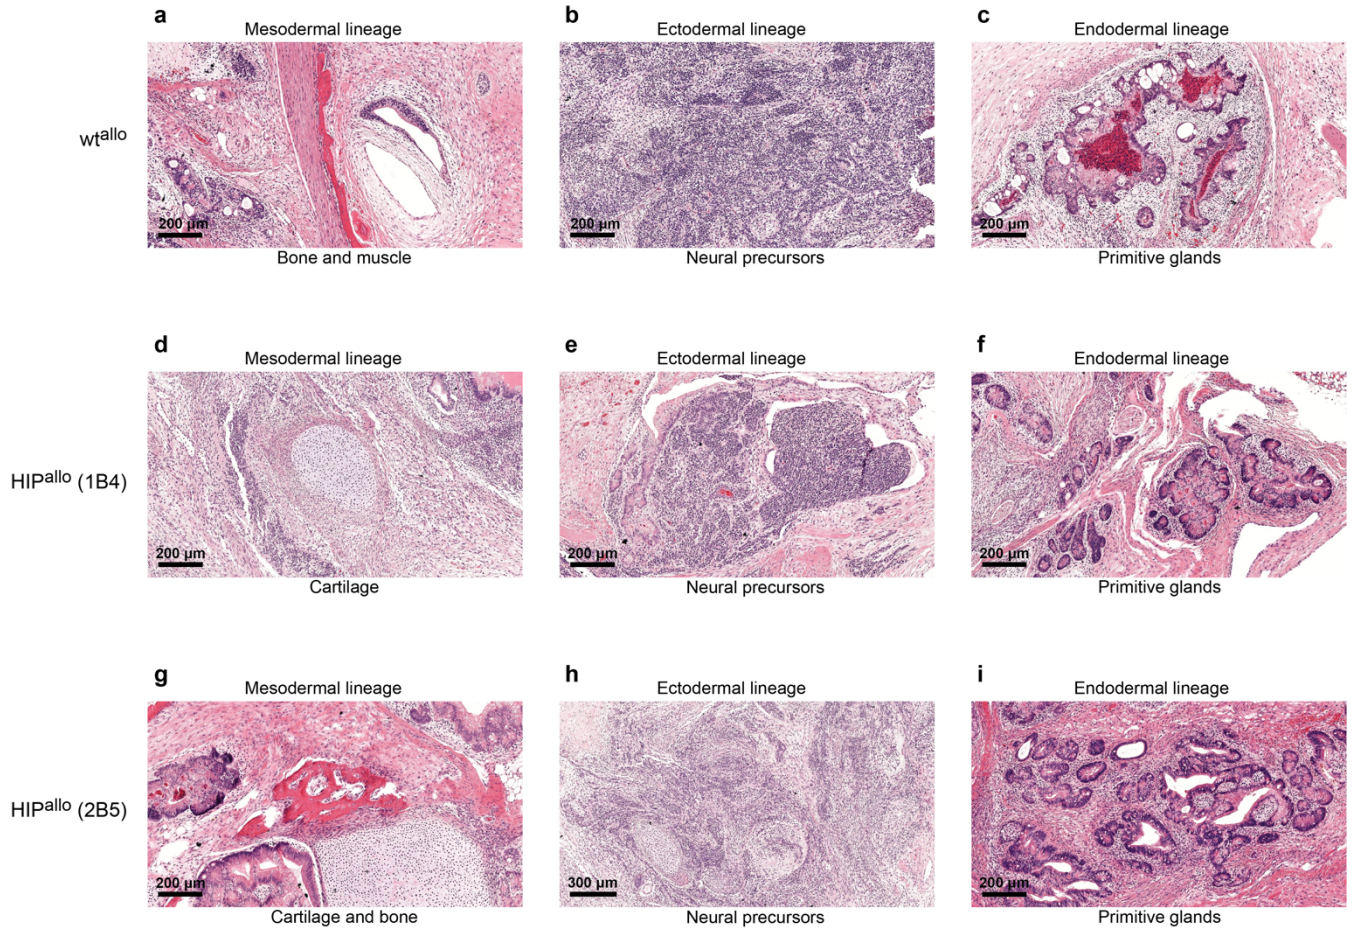 a b c
Mesodermal lineage Ectodermal lineage Endodermal lineage
wtallo
200 µm 200 µm 200 µm
Bone and muscle Neural precursors Primitive glands
d e f
Mesodermal lineage Ectodermal lineage Endodermal lineage
HIPallo (1B4)
200 µm 200 µm 200 µm
Cartilage Neural precursors Primitive glands
g h i
Mesodermal lineage Ectodermal lineage Endodermal lineage
HIPallo (2B5)
200 µm 300 µm 200 µm
Cartilage and bone Neural precursors Primitive glands